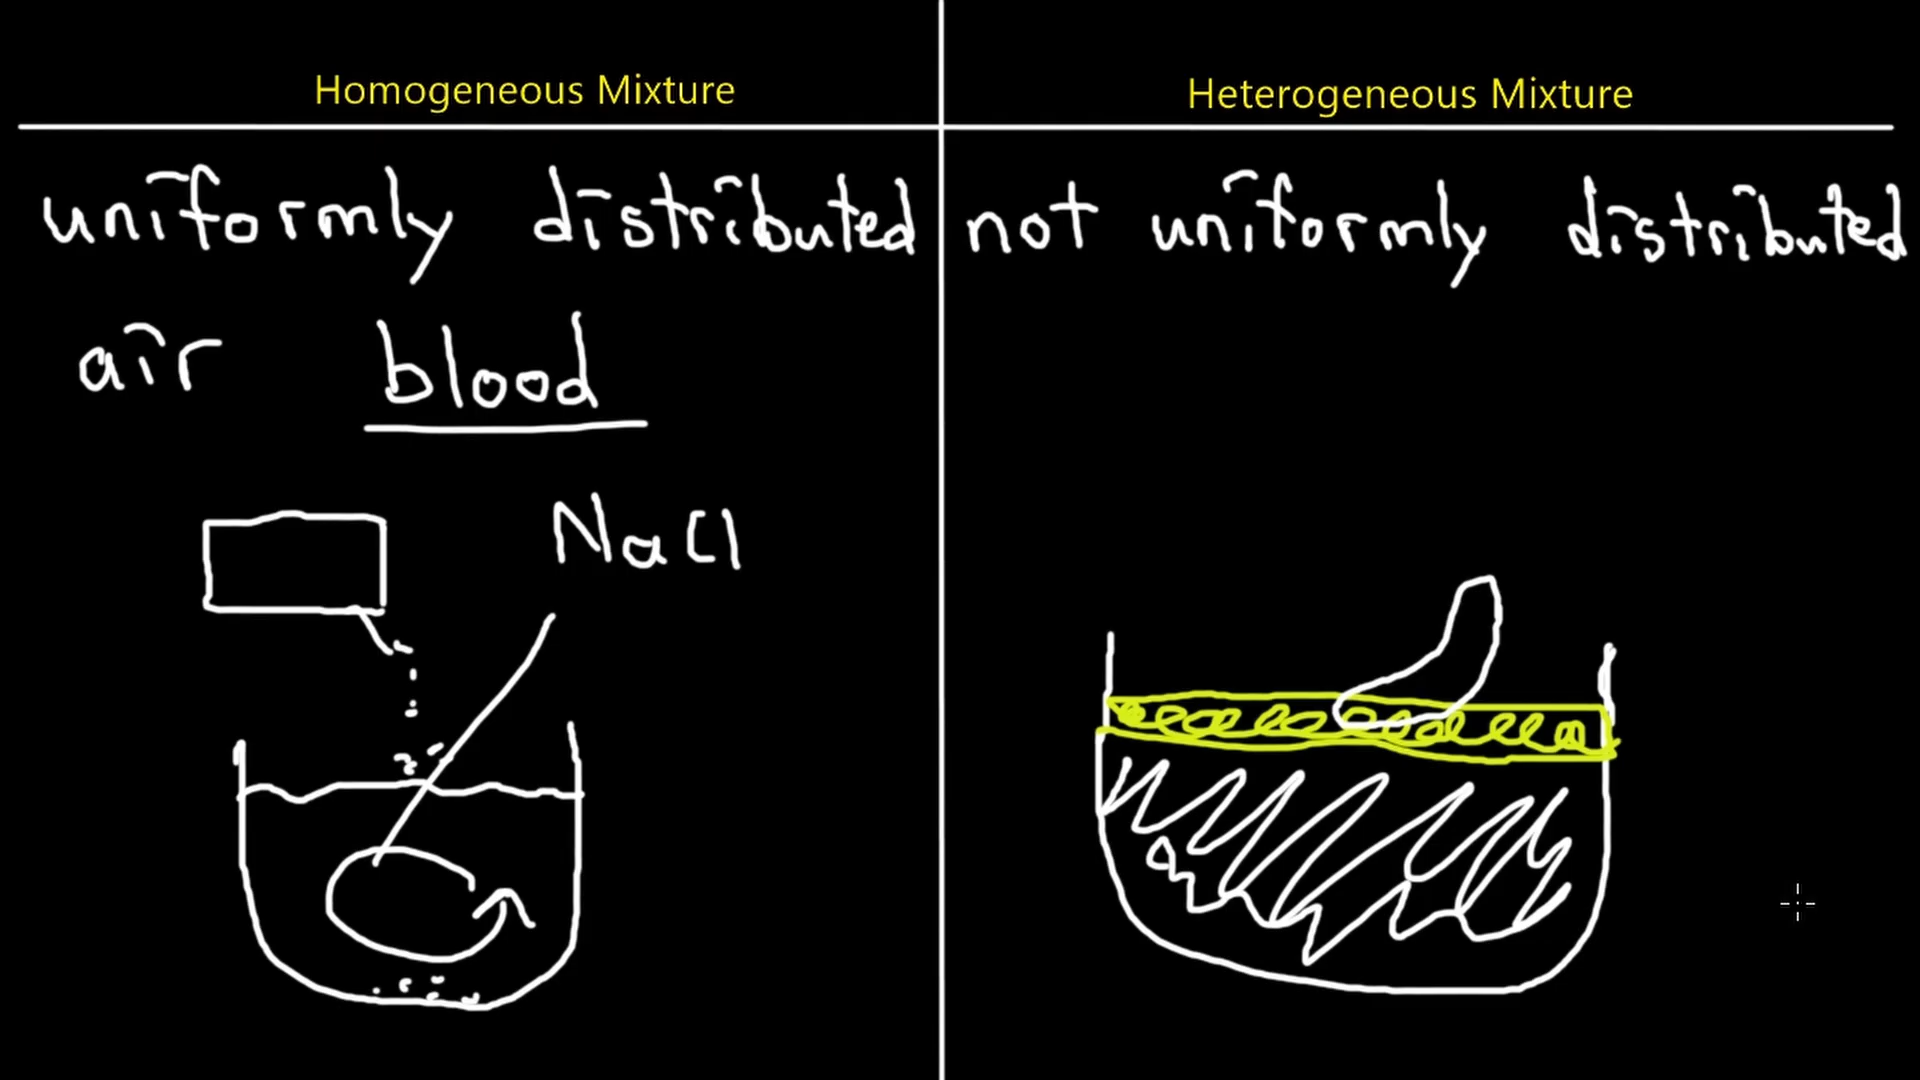 Homogeneous Mixture
uniformly distributed
air blood
NaCl
Heterogeneous Mixture
not uniformly distributed